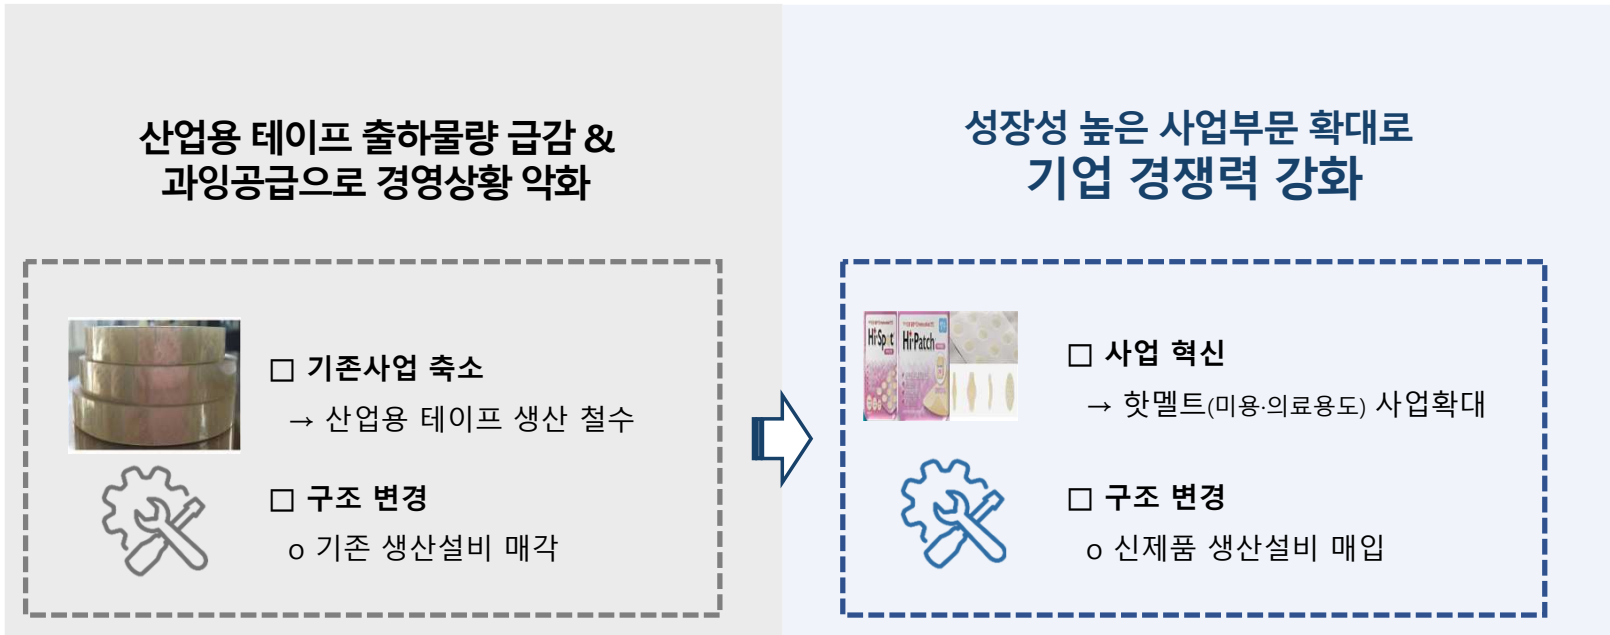 산업용 테이프 출하물량 급감 &
과잉공급으로 경영상황 악화
□ 기존사업 축소
→ 산업용 테이프 생산 철수
□ 구조 변경
o 기존 생산설비 매각
성장성 높은 사업부문 확대로
기업 경쟁력 강화
Hi-Spot
Hi-Patch
□ 사업 혁신
→ 핫멜트(미용·의료용도) 사업확대
□ 구조 변경
o 신제품 생산설비 매입